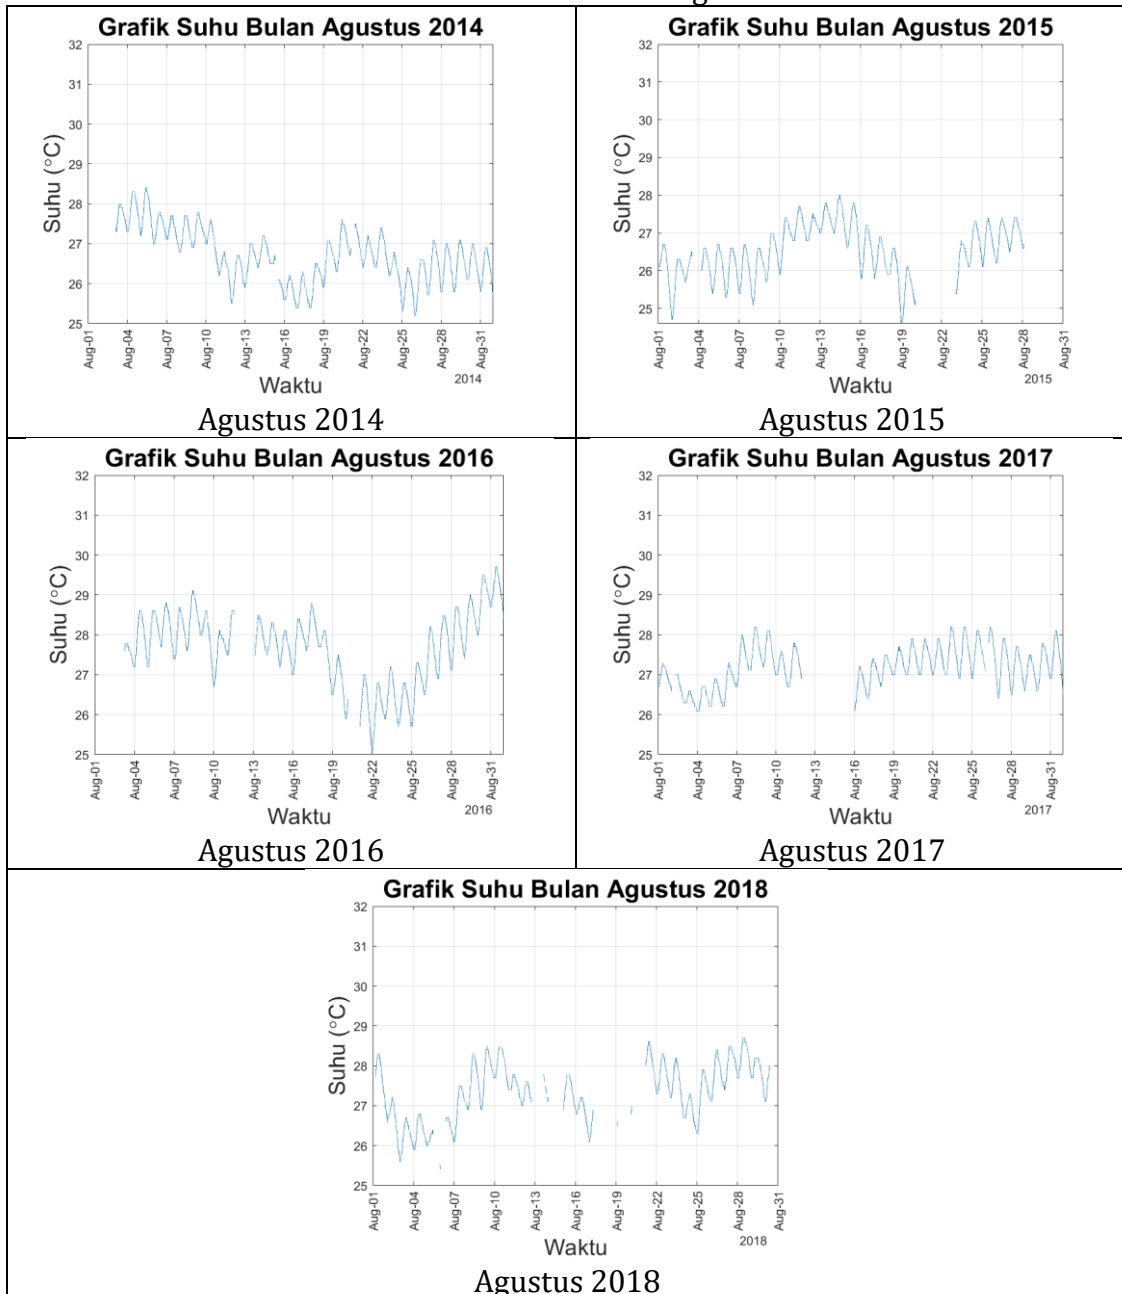 Grafik Suhu Bulan Agustus 2014
32
31
30
29
28
27
26
25
Suhu (°C)
Aug-01 Aug-04 Aug-07 Aug-10 Aug-13 Aug-16 Aug-19 Aug-22 Aug-25 Aug-28 Aug-31
2014
Waktu
Agustus 2014
Grafik Suhu Bulan Agustus 2015
32
31
30
29
28
27
26
25
Suhu (°C)
Aug-01 Aug-04 Aug-07 Aug-10 Aug-13 Aug-16 Aug-19 Aug-22 Aug-25 Aug-28 Aug-31
2015
Waktu
Agustus 2015
Grafik Suhu Bulan Agustus 2016
32
31
30
29
28
27
26
25
Suhu (°C)
Aug-01 Aug-04 Aug-07 Aug-10 Aug-13 Aug-16 Aug-19 Aug-22 Aug-25 Aug-28 Aug-31
2016
Waktu
Agustus 2016
Grafik Suhu Bulan Agustus 2017
32
31
30
29
28
27
26
25
Suhu (°C)
Aug-01 Aug-04 Aug-07 Aug-10 Aug-13 Aug-16 Aug-19 Aug-22 Aug-25 Aug-28 Aug-31
2017
Waktu
Agustus 2017
Grafik Suhu Bulan Agustus 2018
32
31
30
29
28
27
26
25
Suhu (°C)
Aug-01 Aug-04 Aug-07 Aug-10 Aug-13 Aug-16 Aug-19 Aug-22 Aug-25 Aug-28 Aug-31
2018
Waktu
Agustus 2018